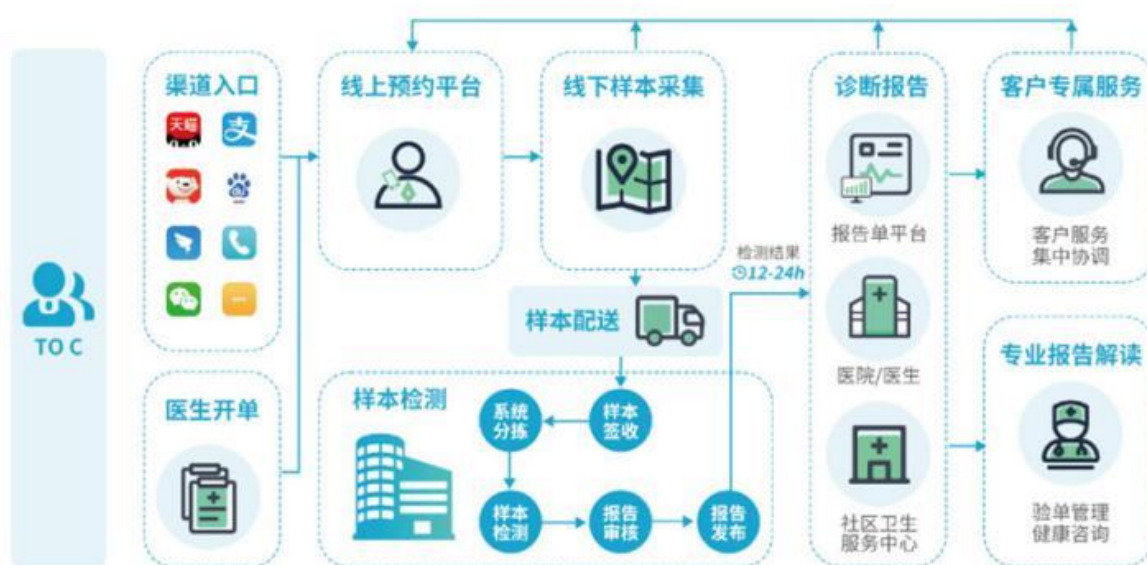 TO C
渠道入口
天猫
支
医生开单
线上预约平台
线下样本采集
样本配送
样本检测
样本
签收
系统
分拣
样本
检测
报告
审核
报告
发布
检测结果
12-24h
诊断报告
报告单平台
医院/医生
社区卫生
服务中心
客户专属服务
客户服务
集中协调
专业报告解读
验单管理
健康咨询